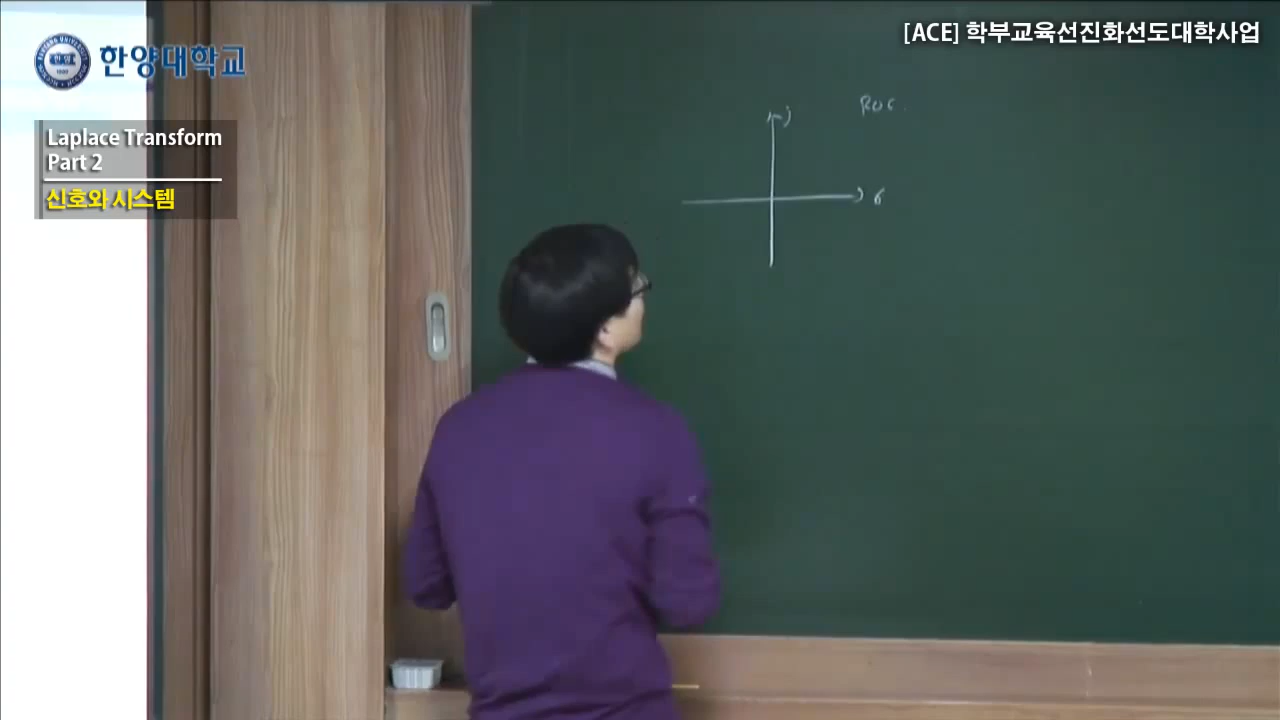 [ACE] 학부교육선진화선도대학사업
한양대학교
Laplace Transform
Part 2
신호와 시스템
ROC
j
σ